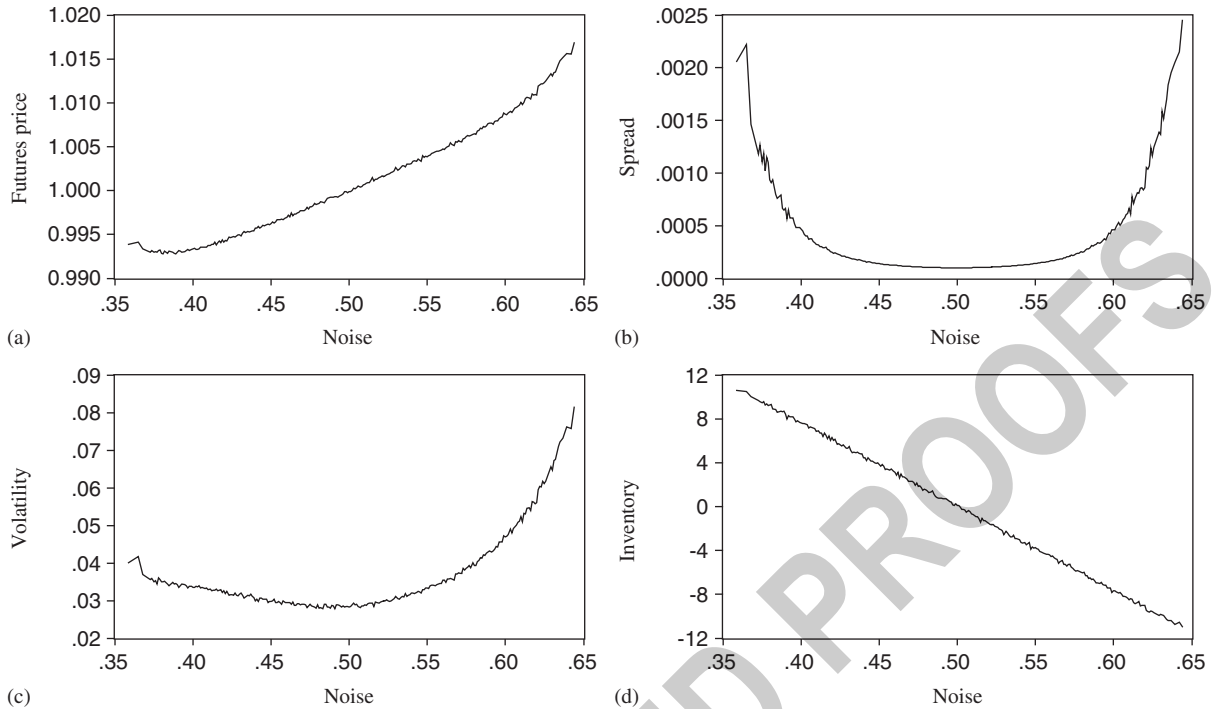 1.020
1.015
1.010
1.005
1.000
0.995
0.990
Futures price
.35 .40 .45 .50 .55 .60 .65
Noise
(a)
.0025
.0020
.0015
.0010
.0005
.0000
Spread
.35 .40 .45 .50 .55 .60 .65
Noise
(b)
.09
.08
.07
.06
.05
.04
.03
.02
Volatility
.35 .40 .45 .50 .55 .60 .65
Noise
(c)
12
8
4
0
-4
-8
-12
Inventory
.35 .40 .45 .50 .55 .60 .65
Noise
(d)
D PROOFS